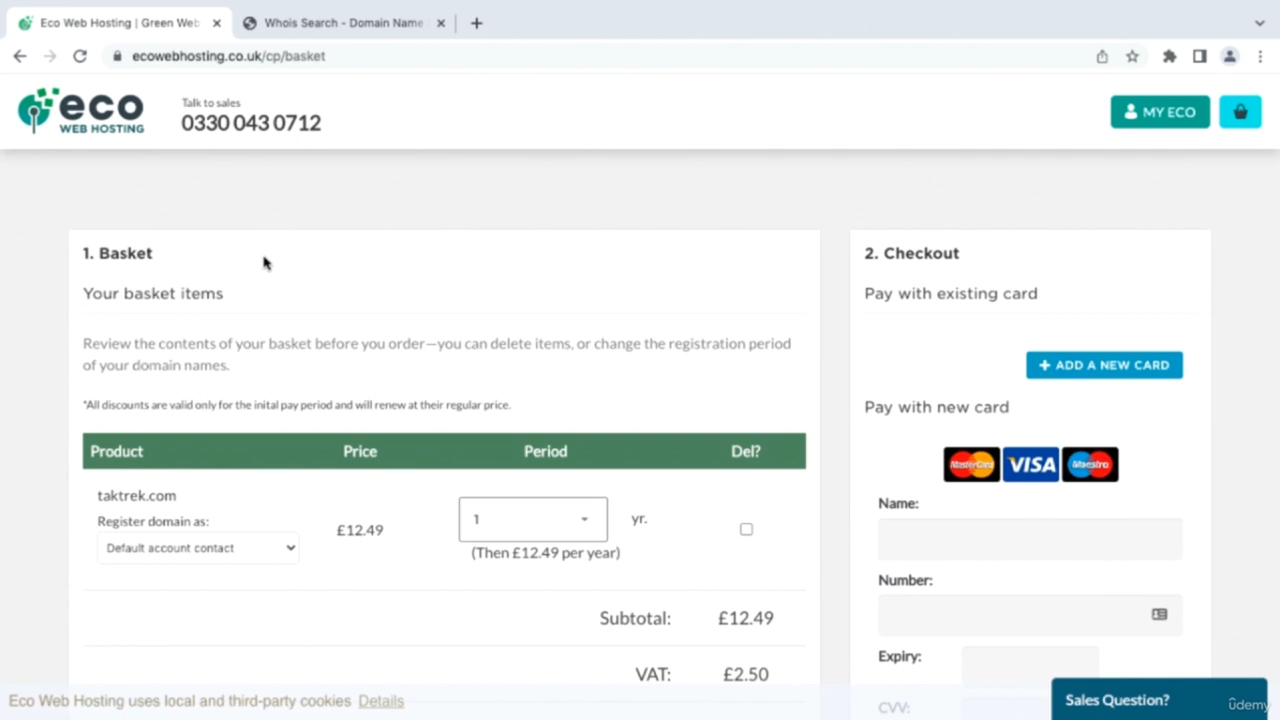 Eco Web Hosting | Green Web
Whois Search - Domain Name
ecowebhosting.co.uk/cp/basket
eco
WEB HOSTING
Talk to sales
0330 043 0712
MY ECO
1. Basket
Your basket items
Review the contents of your basket before you order—you can delete items, or change the registration period
of your domain names.
*All discounts are valid only for the inital pay period and will renew at their regular price.
Product Price Period Del?
taktrek.com
Register domain as:
Default account contact
£12.49
1 yr.
(Then £12.49 per year)
Subtotal: £12.49
VAT: £2.50
2. Checkout
Pay with existing card
+ ADD A NEW CARD
Pay with new card
MasterCard VISA Maestro
Name:
Number:
Expiry:
CVV:
Eco Web Hosting uses local and third-party cookies Details
Sales Question?
ûdemy